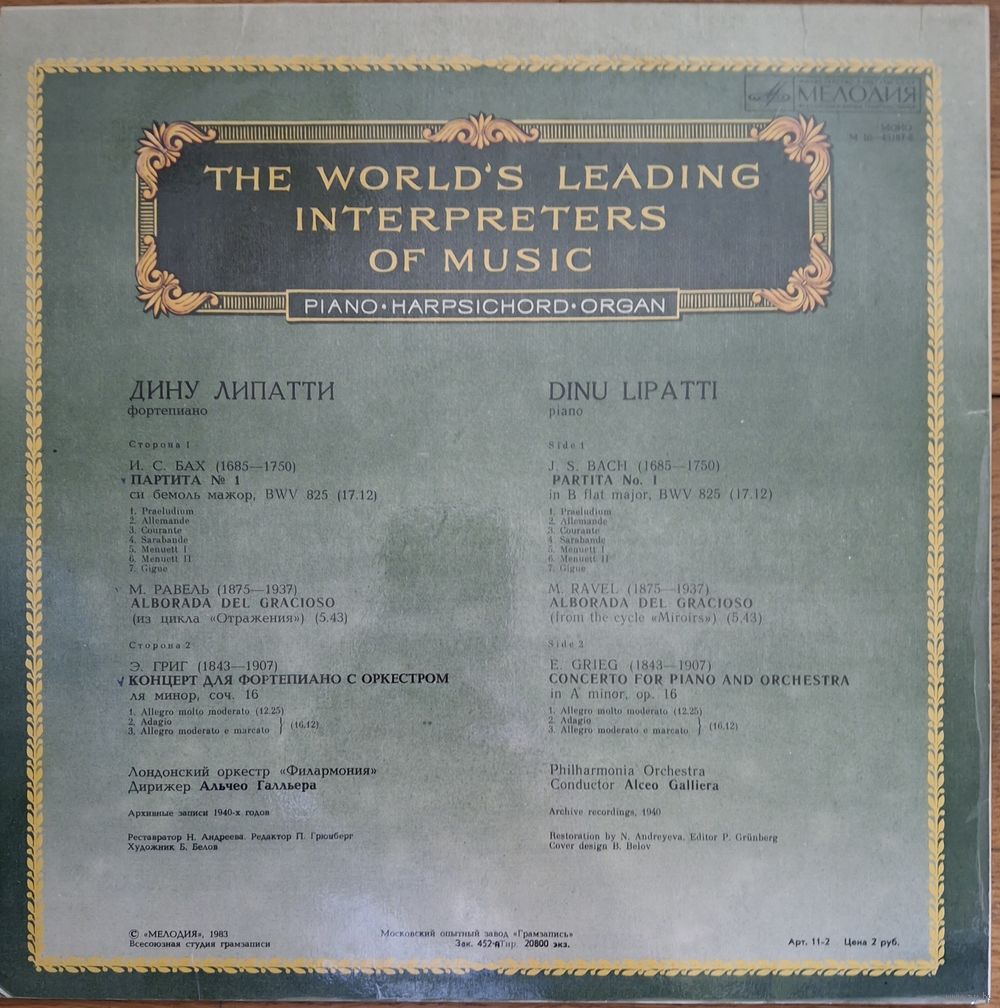 МЕЛОДИЯ
МОНО
THE WORLD'S LEADING
INTERPRETERS
OF MUSIC
PIANO·HARPSICHORD·ORGAN
ДИНУ ЛИПАТТИ
фортепиано
Сторона 1
И. С. БАХ (1685—1750)
ПАРТИТА № 1
си бемоль мажор, BWV 825 (17.12)
1. Praeludium
2. Allemande
3. Courante
4. Sarabande
5. Menuett I
6. Menuett II
7. Gigue
М. РАВЕЛЬ (1875—1937)
ALBORADA DEL GRACIOSO
(из цикла «Отражения») (5.43)
Сторона 2
Э. ГРИГ (1843—1907)
КОНЦЕРТ ДЛЯ ФОРТЕПИАНО С ОРКЕСТРОМ
ля минор, соч. 16
1. Allegro molto moderato (12.25)
2. Adagio
3. Allegro moderato e marcato } (16.12)
Лондонский оркестр «Филармония»
Дирижер Альчео Галльера
Архивные записи 1940-х годов
Реставратор Н. Андреева. Редактор П. Грюнберг
Художник Б. Белов
DINU LIPATTI
piano
Side 1
J. S. BACH (1685—1750)
PARTITA No. 1
in B flat major, BWV 825 (17.12)
1. Praeludium
2. Allemande
3. Courante
4. Sarabande
5. Menuett I
6. Menuett II
7. Gigue
M. RAVEL (1875—1937)
ALBORADA DEL GRACIOSO
(from the cycle «Miroirs») (5.43)
Side 2
E. GRIEG (1843—1907)
CONCERTO FOR PIANO AND ORCHESTRA
in A minor, op. 16
1. Allegro molto moderato (12.25)
2. Adagio
3. Allegro moderato e marcato } (16.12)
Philharmonia Orchestra
Conductor Alceo Galliera
Archive recordings, 1940
Restoration by N. Andreyeva. Editor P. Grünberg
Cover design B. Belov
© «МЕЛОДИЯ», 1983
Всесоюзная студия грамзаписи
Московский опытный завод «Грамзапись»
Зак. 452-Тир. 20800 экз.
Арт. 11-2 Цена 2 руб.